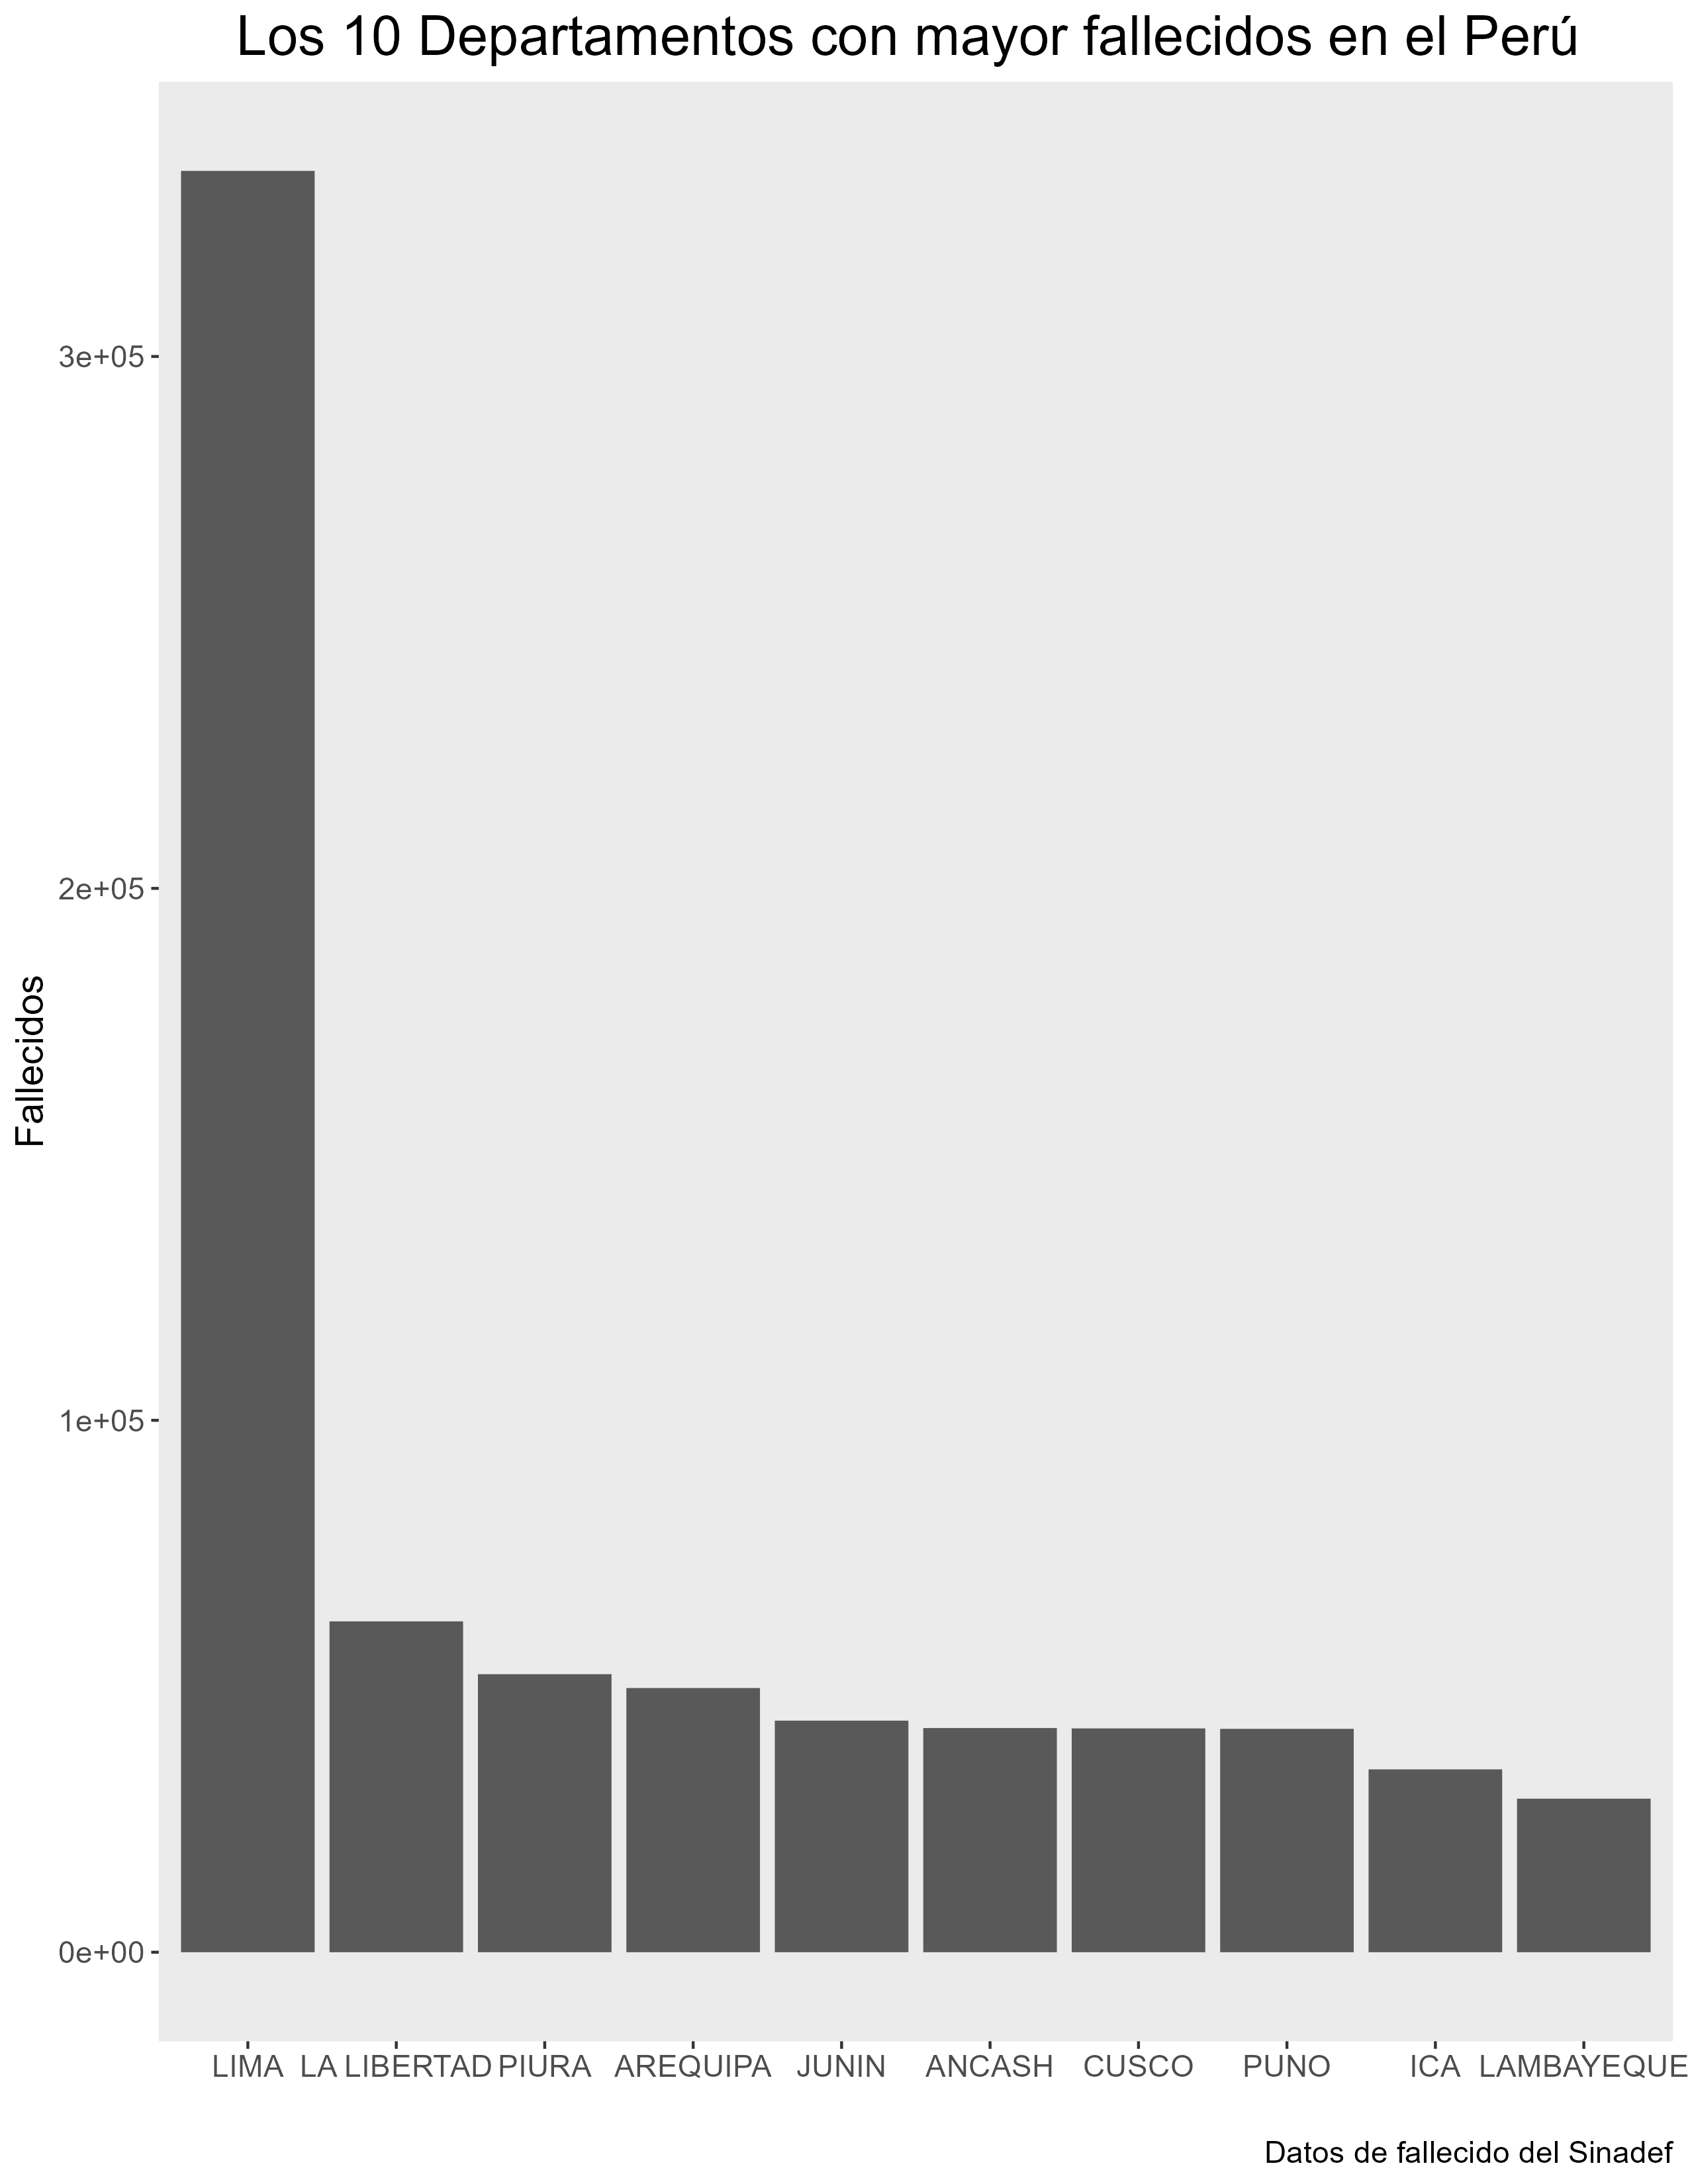 Los 10 Departamentos con mayor fallecidos en el Perú
3e+05
2e+05
1e+05
0e+00
Fallecidos
LIMA LA LIBERTAD PIURA AREQUIPA JUNIN ANCASH CUSCO PUNO ICA LAMBAYEQUE
Datos de fallecido del Sinadef